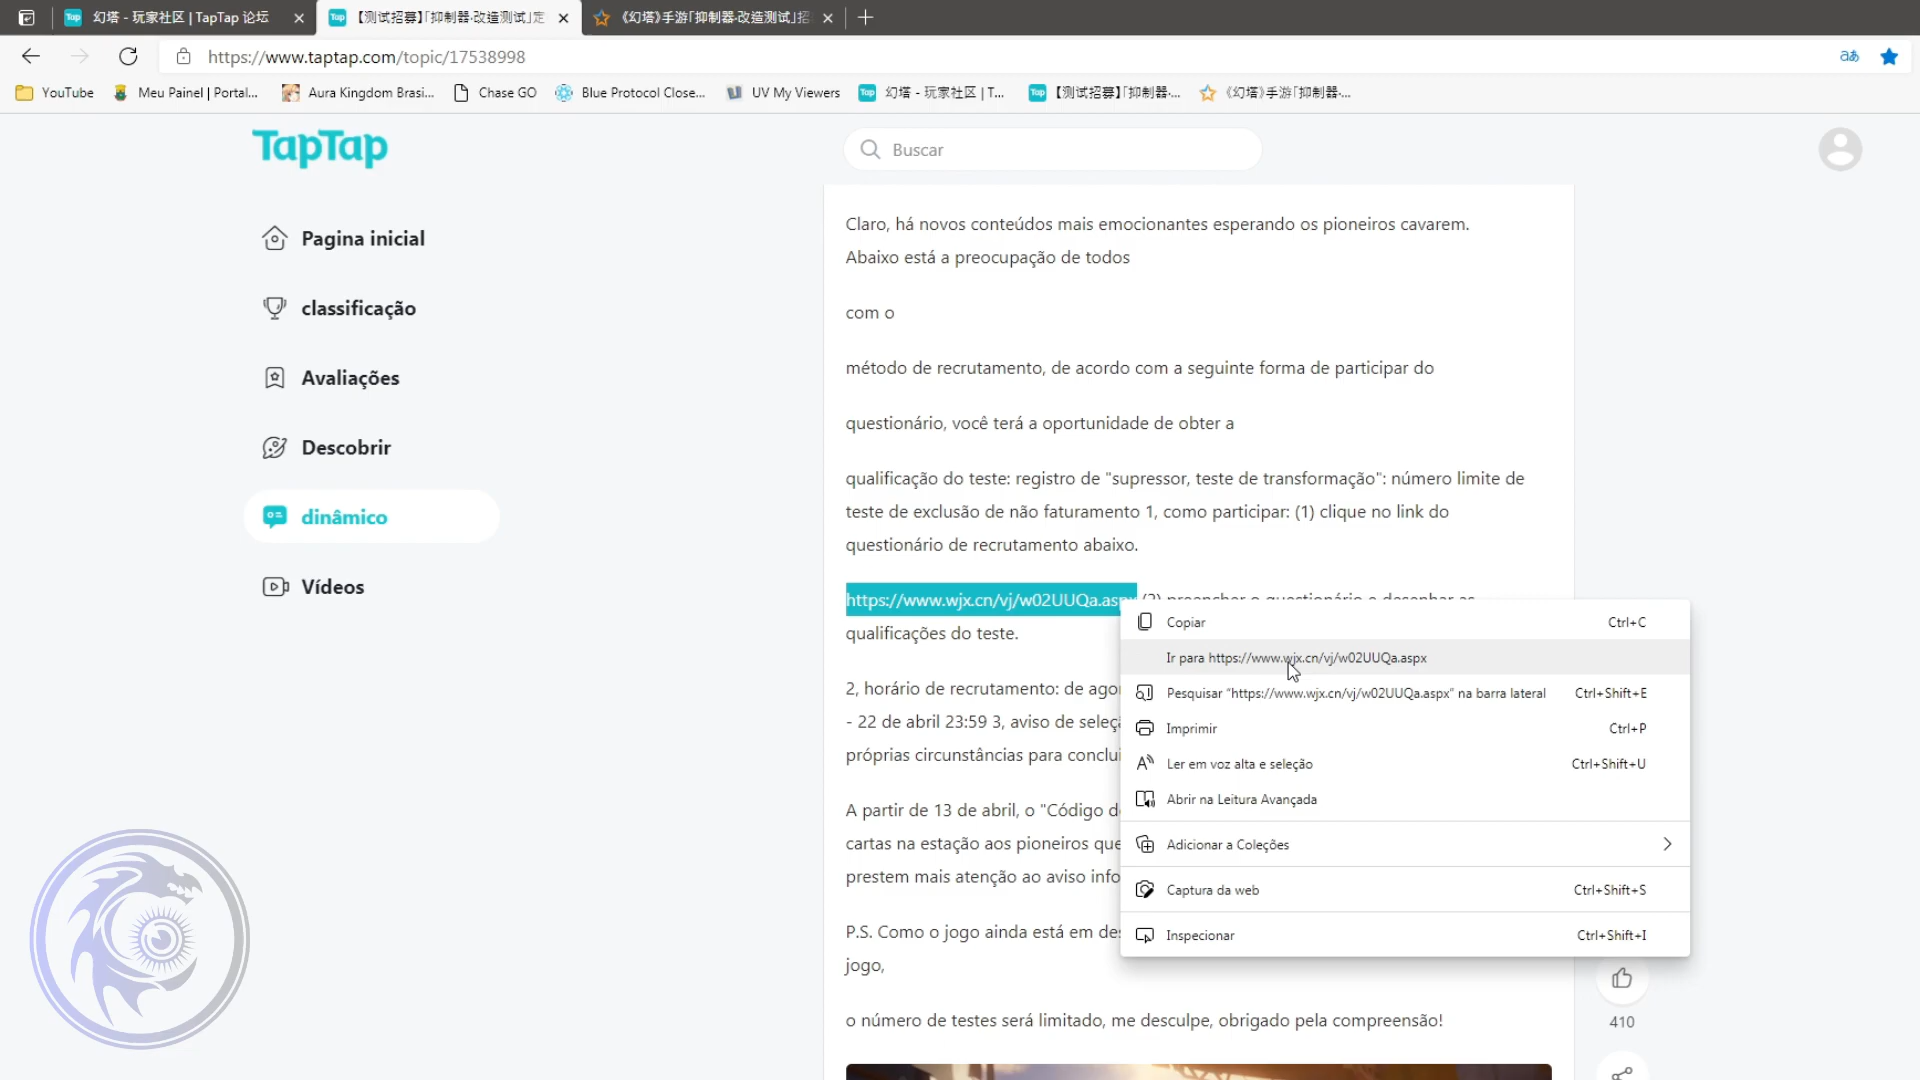 幻塔 - 玩家社区 | TapTap 论坛
【测试招募】「抑制器·改造测试」定
《幻塔》手游「抑制器·改造测试」招
https://www.taptap.com/topic/17538998
YouTube
Meu Painel | Portal...
Aura Kingdom Brasi...
Chase GO
Blue Protocol Close...
UV My Viewers
幻塔 - 玩家社区 | T...
【测试招募】「抑制器·...
《幻塔》手游「抑制器·...
TapTap
Buscar
Pagina inicial
classificação
Avaliações
Descobrir
dinâmico
Vídeos
Claro, há novos conteúdos mais emocionantes esperando os pioneiros cavarem.
Abaixo está a preocupação de todos
com o
método de recrutamento, de acordo com a seguinte forma de participar do
questionário, você terá a oportunidade de obter a
qualificação do teste: registro de "supressor, teste de transformação": número limite de
teste de exclusão de não faturamento 1, como participar: (1) clique no link do
questionário de recrutamento abaixo.
https://www.wjx.cn/vj/w02UUQa.aspx (2) preencher o questionário e desenhar as
qualificações do teste.
2, horário de recrutamento: de ago
- 22 de abril 23:59 3, aviso de seleç
próprias circunstâncias para conclui
A partir de 13 de abril, o "Código d
cartas na estação aos pioneiros que
prestem mais atenção ao aviso info
P.S. Como o jogo ainda está em des
jogo,
o número de testes será limitado, me desculpe, obrigado pela compreensão!
Copiar Ctrl+C
Ir para https://www.wjx.cn/vj/w02UUQa.aspx
Pesquisar "https://www.wjx.cn/vj/w02UUQa.aspx" na barra lateral Ctrl+Shift+E
Imprimir Ctrl+P
Ler em voz alta e seleção Ctrl+Shift+U
Abrir na Leitura Avançada
Adicionar a Coleções
Captura da web Ctrl+Shift+S
Inspecionar Ctrl+Shift+I
410